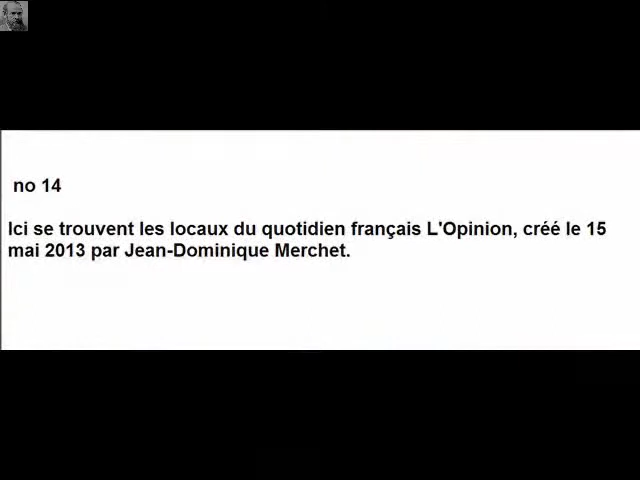 no 14
Ici se trouvent les locaux du quotidien français L'Opinion, créé le 15
mai 2013 par Jean-Dominique Merchet.